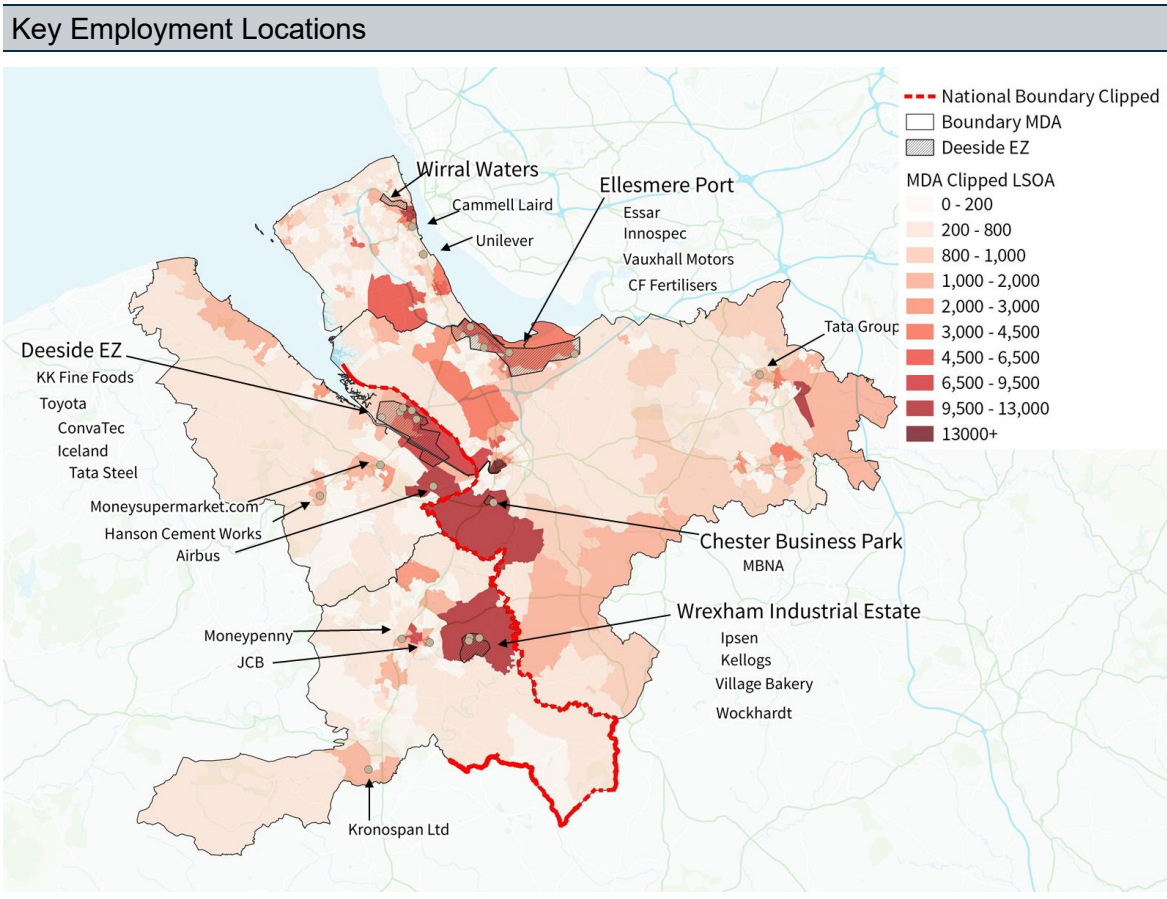 Key Employment Locations
National Boundary Clipped
Boundary MDA
Deeside EZ
MDA Clipped LSOA
0 - 200
200 - 800
800 - 1,000
1,000 - 2,000
2,000 - 3,000
3,000 - 4,500
4,500 - 6,500
6,500 - 9,500
9,500 - 13,000
13000+
Wirral Waters
Cammell Laird
Unilever
Ellesmere Port
Essar
Innospec
Vauxhall Motors
CF Fertilisers
Tata Group
Deeside EZ
KK Fine Foods
Toyota
ConvaTec
Iceland
Tata Steel
Moneysupermarket.com
Hanson Cement Works
Airbus
Chester Business Park
MBNA
Wrexham Industrial Estate
Ipsen
Kellogs
Village Bakery
Wockhardt
Moneypenny
JCB
Kronospan Ltd